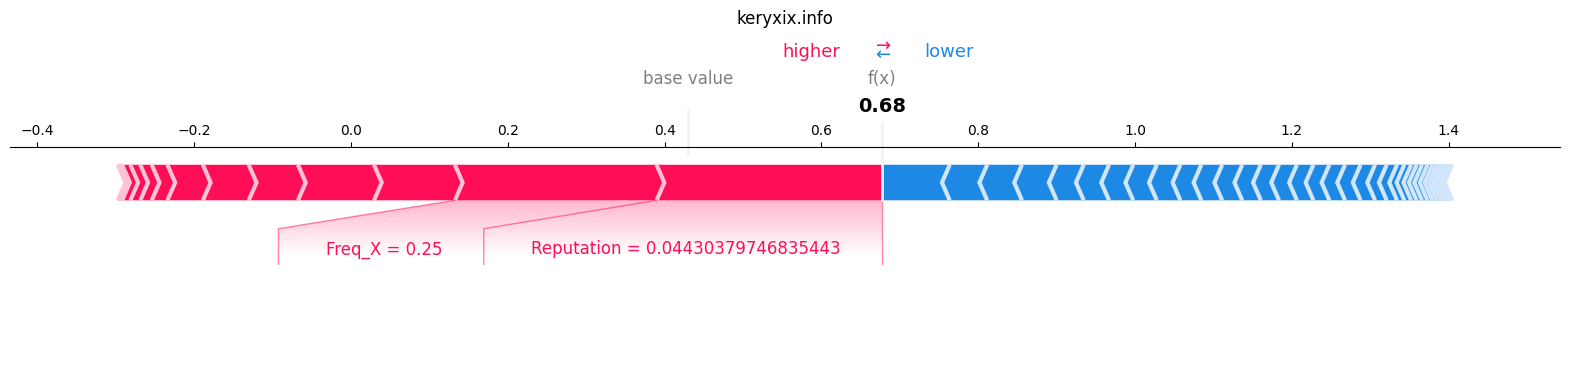 keryxix.info
higher → ← lower
base value f(x)
0.68
−0.4 −0.2 0.0 0.2 0.4 0.6 0.8 1.0 1.2 1.4
Freq_X = 0.25 Reputation = 0.04430379746835443